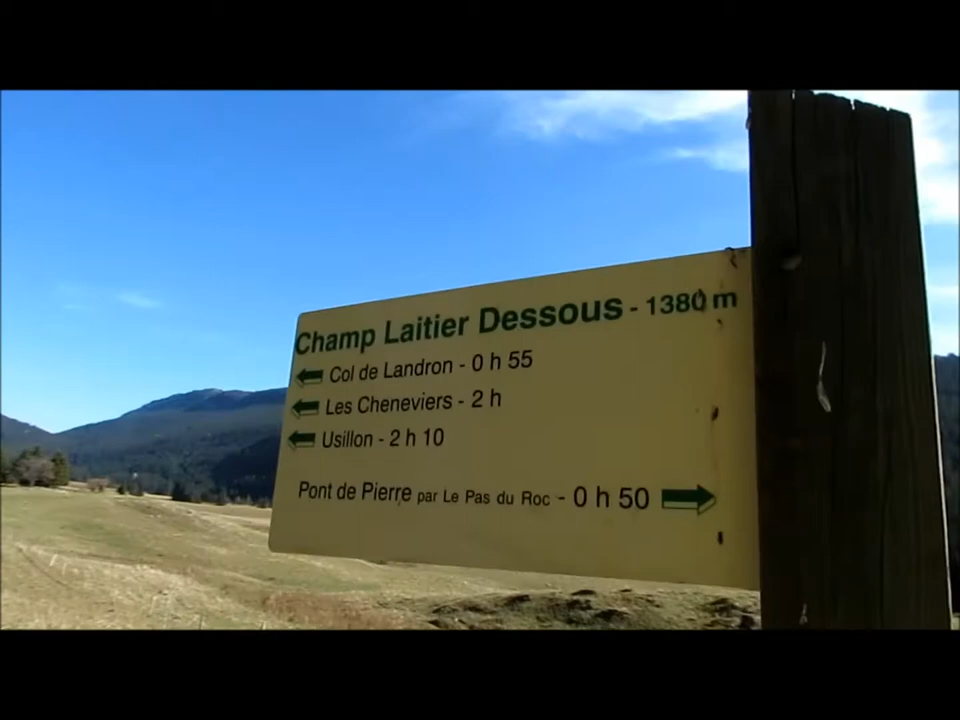 Champ Laitier Dessous - 1380 m
Col de Landron - 0 h 55
Les Cheneviers - 2 h
Usillon - 2 h 10
Pont de Pierre par Le Pas du Roc - 0 h 50